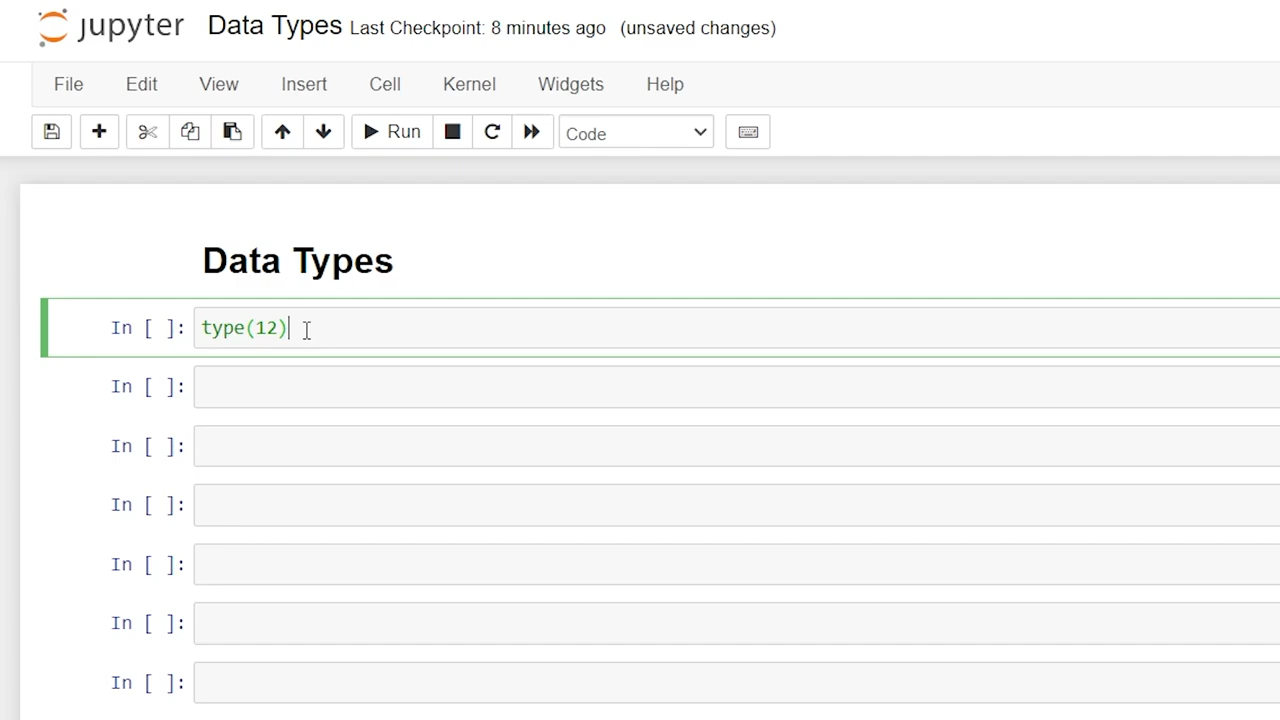 jupyter Data Types Last Checkpoint: 8 minutes ago (unsaved changes)
File Edit View Insert Cell Kernel Widgets Help
Run Code
Data Types
In [ ]: type(12)
In [ ]:
In [ ]:
In [ ]:
In [ ]:
In [ ]:
In [ ]: